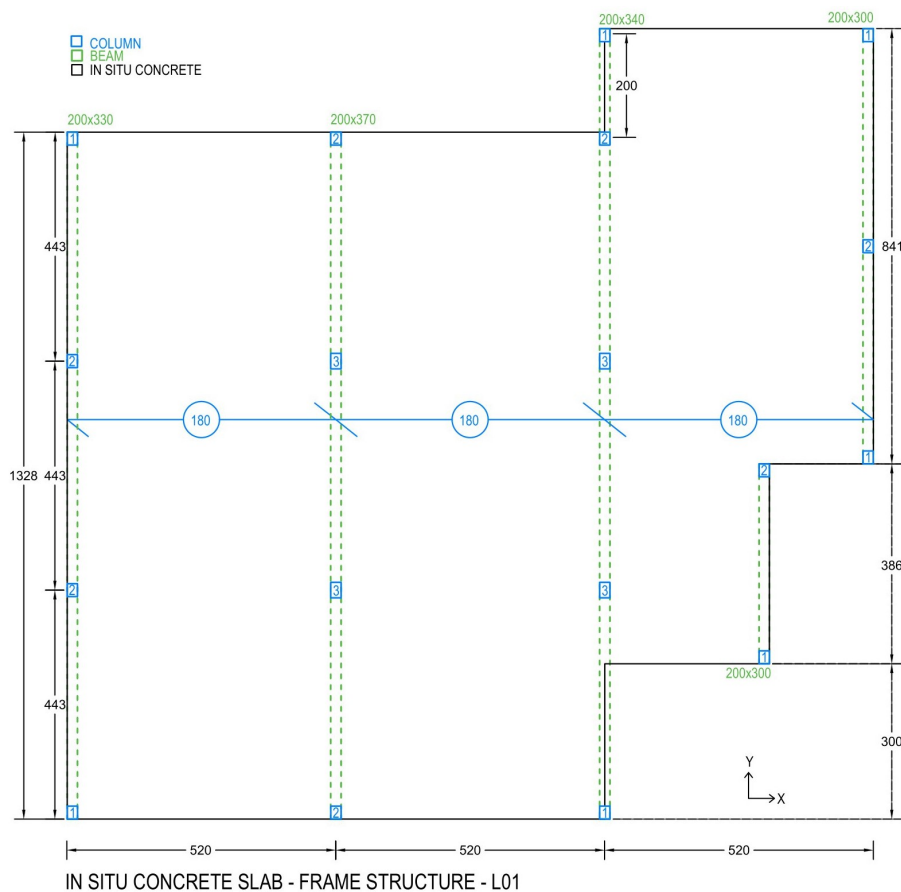 200x340
200x300
1
1
COLUMN
BEAM
IN SITU CONCRETE
200
200x330
200x370
1
2
2
443
2
841
2
3
3
180
180
180
1
2
1328
443
386
2
3
3
1
200x300
443
300
Y
X
1
2
1
520
520
520
IN SITU CONCRETE SLAB - FRAME STRUCTURE - L01